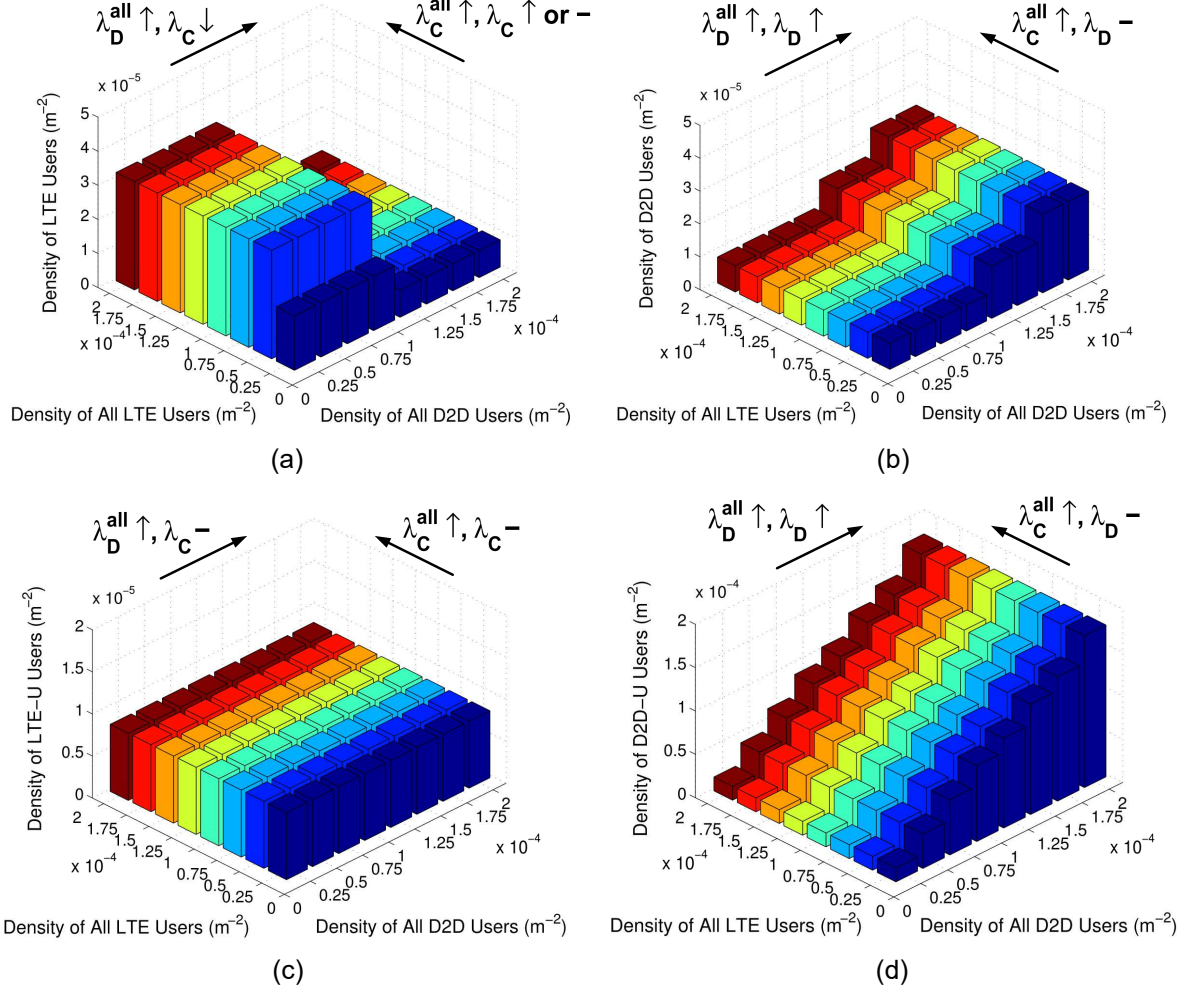 λ_D^all ↑, λ_C ↓
λ_C^all ↑, λ_C ↑ or −
x 10^−5
Density of LTE Users (m^−2)
5
4
3
2
1
0
2
1.75
1.5
1.25
1
0.75
0.5
0.25
0
x 10^−4
Density of All LTE Users (m^−2)
0
0.25
0.5
0.75
1
1.25
1.5
1.75
2
x 10^−4
Density of All D2D Users (m^−2)
(a)
λ_D^all ↑, λ_D ↑
λ_C^all ↑, λ_D −
x 10^−5
Density of D2D Users (m^−2)
5
4
3
2
1
0
2
1.75
1.5
1.25
1
0.75
0.5
0.25
0
x 10^−4
Density of All LTE Users (m^−2)
0
0.25
0.5
0.75
1
1.25
1.5
1.75
2
x 10^−4
Density of All D2D Users (m^−2)
(b)
λ_D^all ↑, λ_C −
λ_C^all ↑, λ_C −
x 10^−5
Density of LTE−U Users (m^−2)
2
1.5
1
0.5
0
2
1.75
1.5
1.25
1
0.75
0.5
0.25
0
x 10^−4
Density of All LTE Users (m^−2)
0
0.25
0.5
0.75
1
1.25
1.5
1.75
2
x 10^−4
Density of All D2D Users (m^−2)
(c)
λ_D^all ↑, λ_D ↑
λ_C^all ↑, λ_D −
x 10^−4
Density of D2D−U Users (m^−2)
2
1.5
1
0.5
0
2
1.75
1.5
1.25
1
0.75
0.5
0.25
0
x 10^−4
Density of All LTE Users (m^−2)
0
0.25
0.5
0.75
1
1.25
1.5
1.75
2
x 10^−4
Density of All D2D Users (m^−2)
(d)